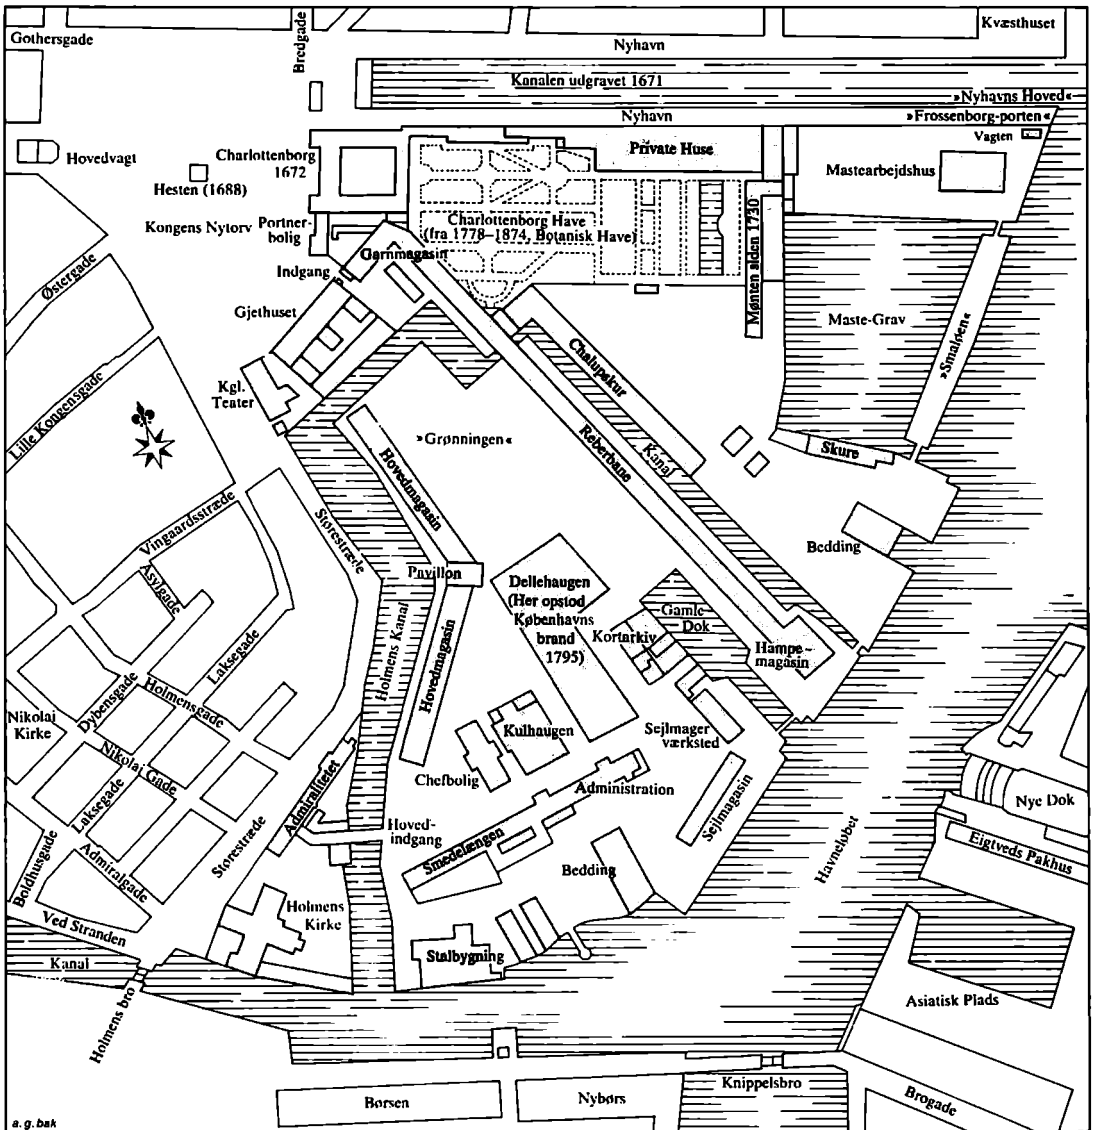 Gothersgade
Bredgade
Nyhavn
Kvæsthuset
Kanalen udgravet 1671
»Nyhavns Hoved«
Nyhavn
»Frossenborg-porten«
Vagten
Hovedvagt
Charlottenborg
1672
Private Huse
Mastearbejdshus
Hesten (1688)
Kongens Nytorv
Portner-
bolig
Charlottenborg Have
(fra 1778–1874, Botanisk Have)
Mønten siden 1730
Garnmagasin
Indgang
Østergade
Gjethuset
Maste-Grav
»Smaløen«
Chalupskur
Kgl.
Teater
Lille Kongensgade
»Grønningen«
Reberbane
Kanal
Skure
Hovedmagasin
Vingaardsstræde
Størestræde
Bedding
Asylgade
Pavillon
Dellehaugen
(Her opstod
Københavns
brand
1795)
Gamle
Dok
Kortarkiv
Hampe-
magasin
Holmens Kanal
Hovedmagasin
Laksegade
Dybensgade
Holmensgade
Nikolai
Kirke
Nikolaj Gade
Kulhaugen
Sejlmager
værksted
Chefbolig
Administration
Sejlmagasin
Nye Dok
Laksegade
Admiralitetet
Størestræde
Hoved-
indgang
Smedelængen
Havneløbet
Eigtveds Pakhus
Boldhusgade
Admiralgade
Bedding
Holmens
Kirke
Ved Stranden
Kanal
Stalbygning
Asiatisk Plads
Holmens bro
Knippelsbro
Børsen
Nybørs
Brogade
a.g.bak